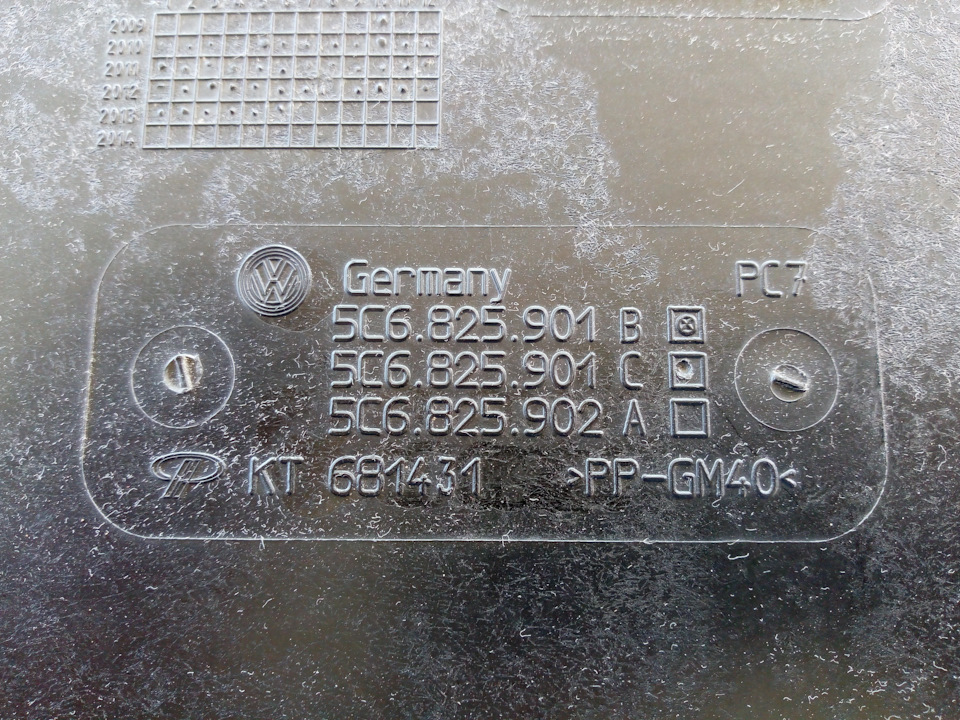 2009
2010
2011
2012
2013
2014
Germany PC7
5C6.825.901 B
5C6.825.901 C
5C6.825.902 A
KT 681431 >PP-GM40<